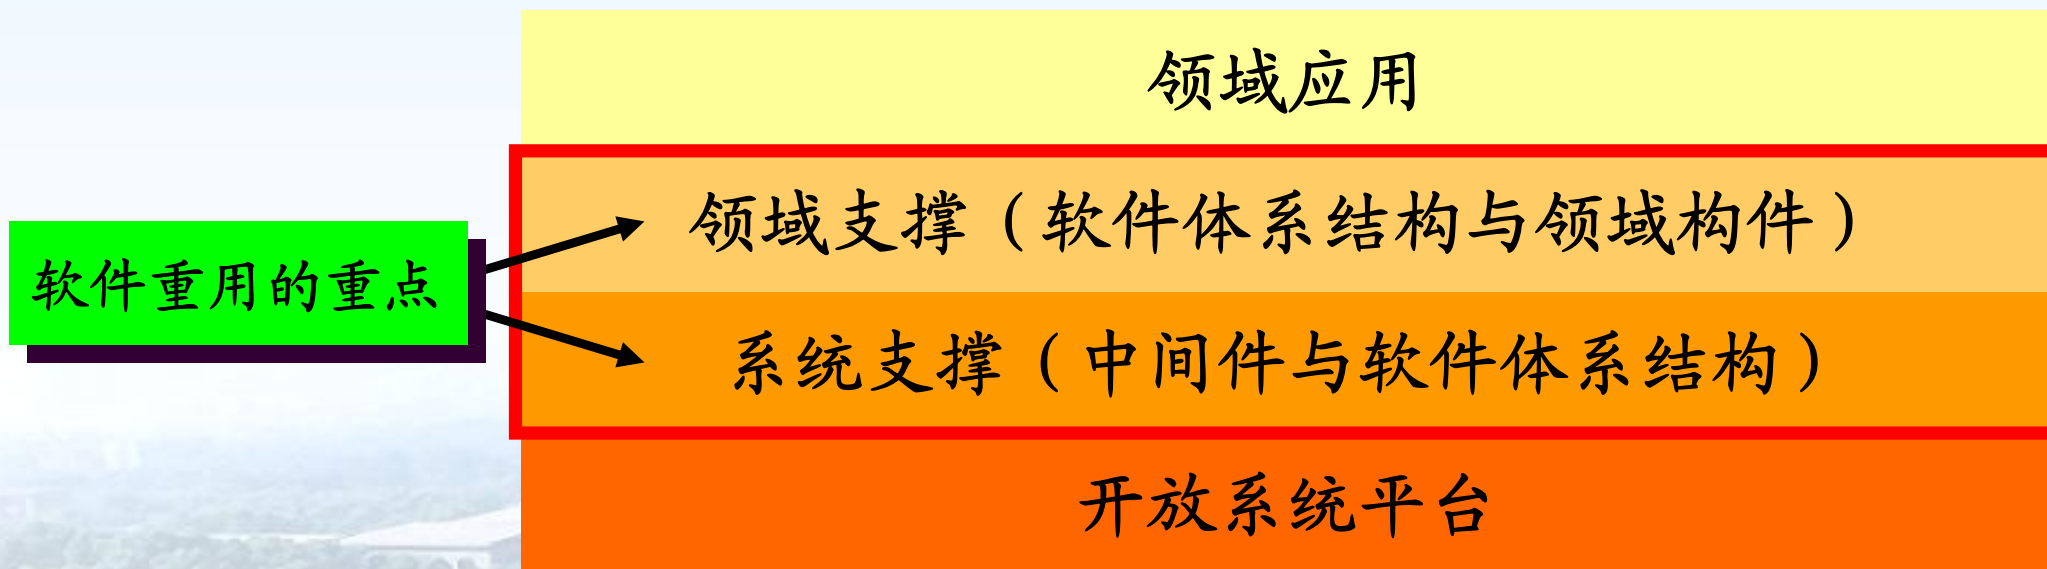 领域应用
领域支撑（软件体系结构与领域构件）
软件重用的重点
系统支撑（中间件与软件体系结构）
开放系统平台